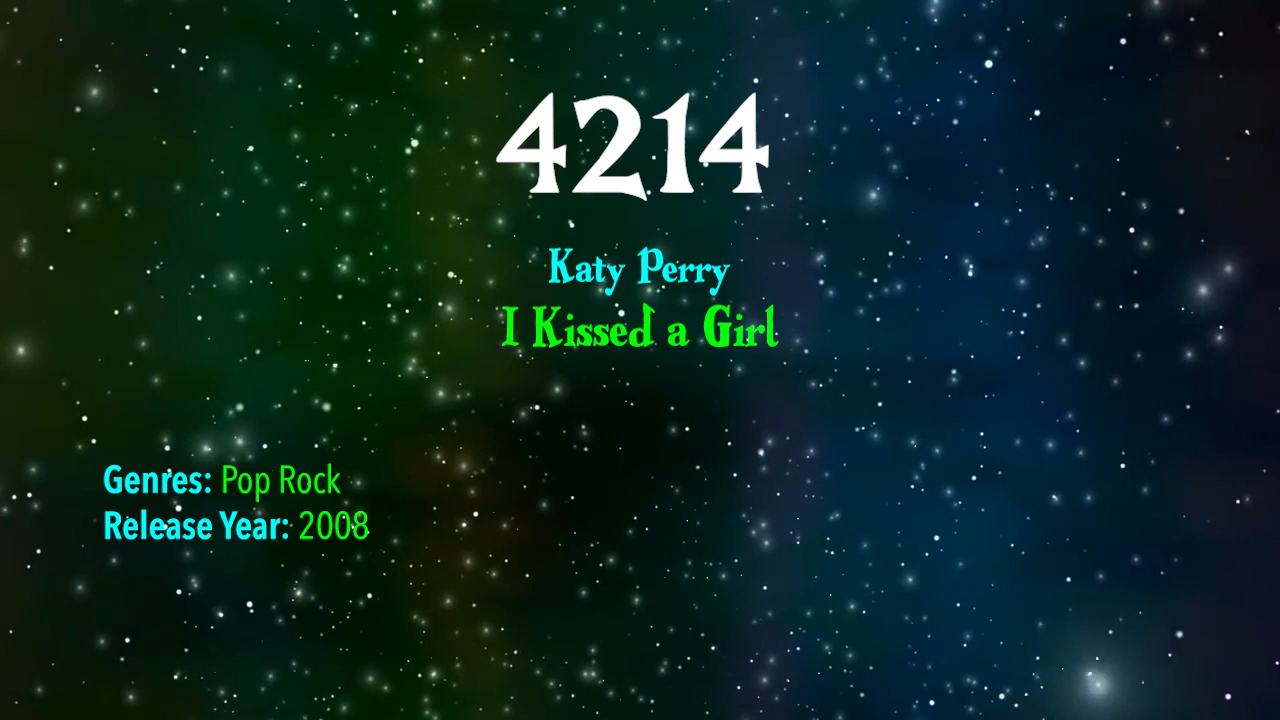 4214
Katy Perry
I Kissed a Girl
Genres: Pop Rock
Release Year: 2008